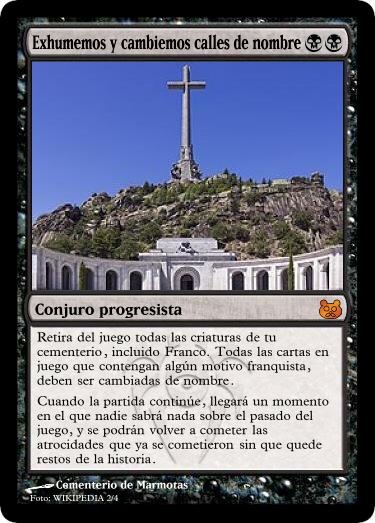 Exhumemos y cambiemos calles de nombre
Conjuro progresista
Retira del juego todas las criaturas de tu
cementerio, incluido Franco. Todas las cartas en
juego que contengan algún motivo franquista,
deben ser cambiadas de nombre.
Cuando la partida continúe, llegará un momento
en el que nadie sabrá nada sobre el pasado del
juego, y se podrán volver a cometer las
atrocidades que ya se cometieron sin que quede
restos de la historia.
Cementerio de Marmotas
Foto: WIKIPEDIA 2/4